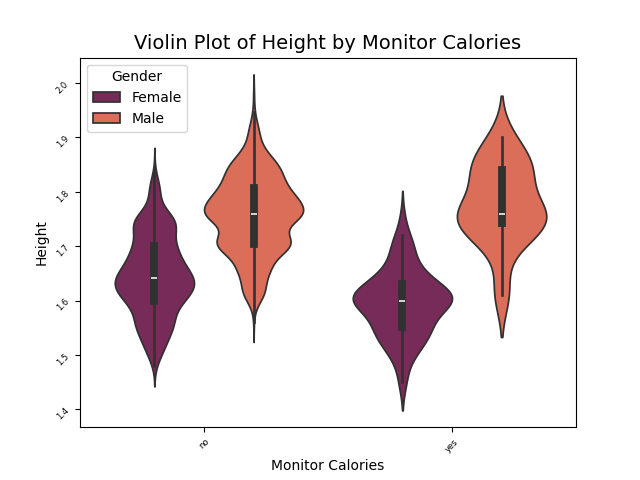 Violin Plot of Height by Monitor Calories
Gender
Female
Male
2.0
1.9
1.8
1.7
1.6
1.5
1.4
Height
no
yes
Monitor Calories